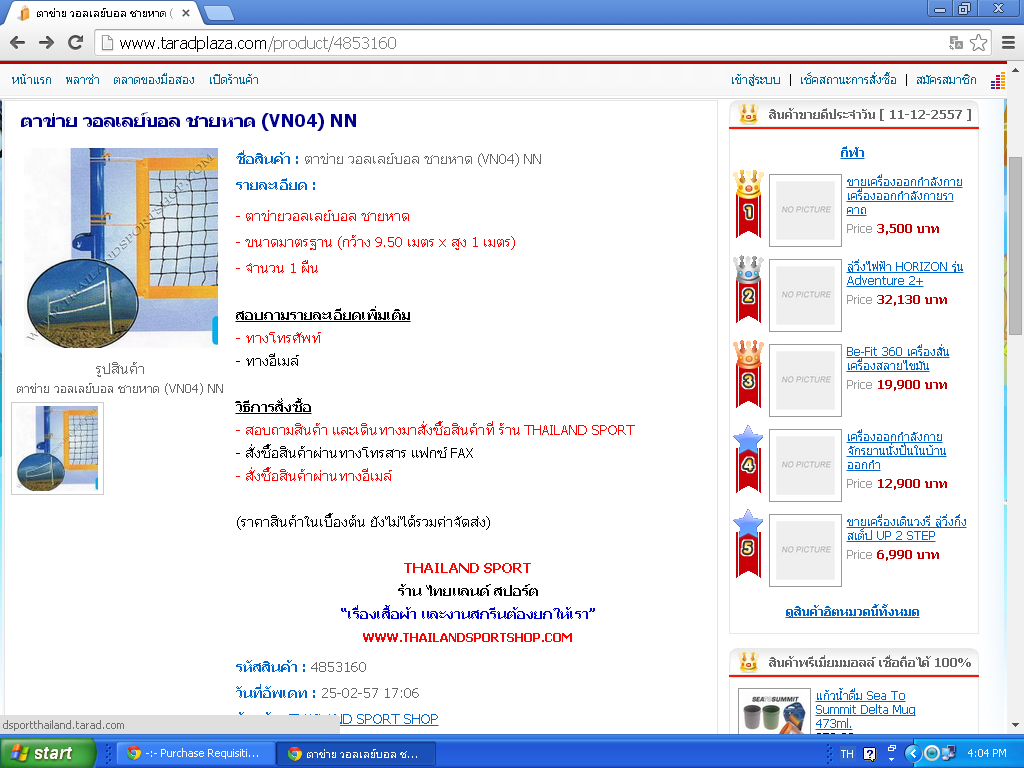 ตาข่าย วอลเลย์บอล ชายหาด (
www.taradplaza.com/product/4853160
หน้าแรก พลาซ่า ตลาดของมือสอง เปิดร้านค้า
เข้าสู่ระบบ | เช็คสถานะการสั่งซื้อ | สมัครสมาชิก
ตาข่าย วอลเลย์บอล ชายหาด (VN04) NN
รูปสินค้า
ตาข่าย วอลเลย์บอล ชายหาด (VN04) NN
ชื่อสินค้า : ตาข่าย วอลเลย์บอล ชายหาด (VN04) NN
รายละเอียด :
- ตาข่ายวอลเลย์บอล ชายหาด
- ขนาดมาตรฐาน (กว้าง 9.50 เมตร x สูง 1 เมตร)
- จำนวน 1 ผืน
สอบถามรายละเอียดเพิ่มเติม
- ทางโทรศัพท์
- ทางอีเมล์
วิธีการสั่งซื้อ
- สอบถามสินค้า และเดินทางมาสั่งซื้อสินค้าที่ ร้าน THAILAND SPORT
- สั่งซื้อสินค้าผ่านทางโทรสาร แฟกซ์ FAX
- สั่งซื้อสินค้าผ่านทางอีเมล์
(ราคาสินค้าในเบื้องต้น ยังไม่ได้รวมค่าจัดส่ง)
THAILAND SPORT
ร้าน ไทยแลนด์ สปอร์ต
"เรื่องเสื้อผ้า และงานสกรีนต้องยกให้เรา"
WWW.THAILANDSPORTSHOP.COM
รหัสสินค้า : 4853160
วันที่อัพเดท : 25-02-57 17:06
THAILAND SPORT SHOP
สินค้าขายดีประจำวัน [ 11-12-2557 ]
กีฬา
1
NO PICTURE
ขายเครื่องออกกำลังกาย
เครื่องออกกำลังกายรา
คาถ
Price 3,500 บาท
2
NO PICTURE
ลู่วิ่งไฟฟ้า HORIZON รุ่น
Adventure 2+
Price 32,130 บาท
3
NO PICTURE
Be-Fit 360 เครื่องสั่น
เครื่องสลายไขมัน
Price 19,900 บาท
4
NO PICTURE
เครื่องออกกำลังกาย
จักรยานนั่งปั่นในบ้าน
ออกกำ
Price 12,900 บาท
5
NO PICTURE
ขายเครื่องเดินวงรี ลู่วิ่งกึ่ง
สเต็ป UP 2 STEP
Price 6,990 บาท
ดูสินค้าฮิตหมวดนี้ทั้งหมด
สินค้าพรีเมี่ยมมอลล์ เชื่อถือได้ 100%
SEATOSUMMIT
แก้วน้ำดื่ม Sea To
Summit Delta Mug
473ml.
dsportthailand.tarad.com
start
-:- Purchase Requisiti...
ตาข่าย วอลเลย์บอล ช...
TH
4:04 PM